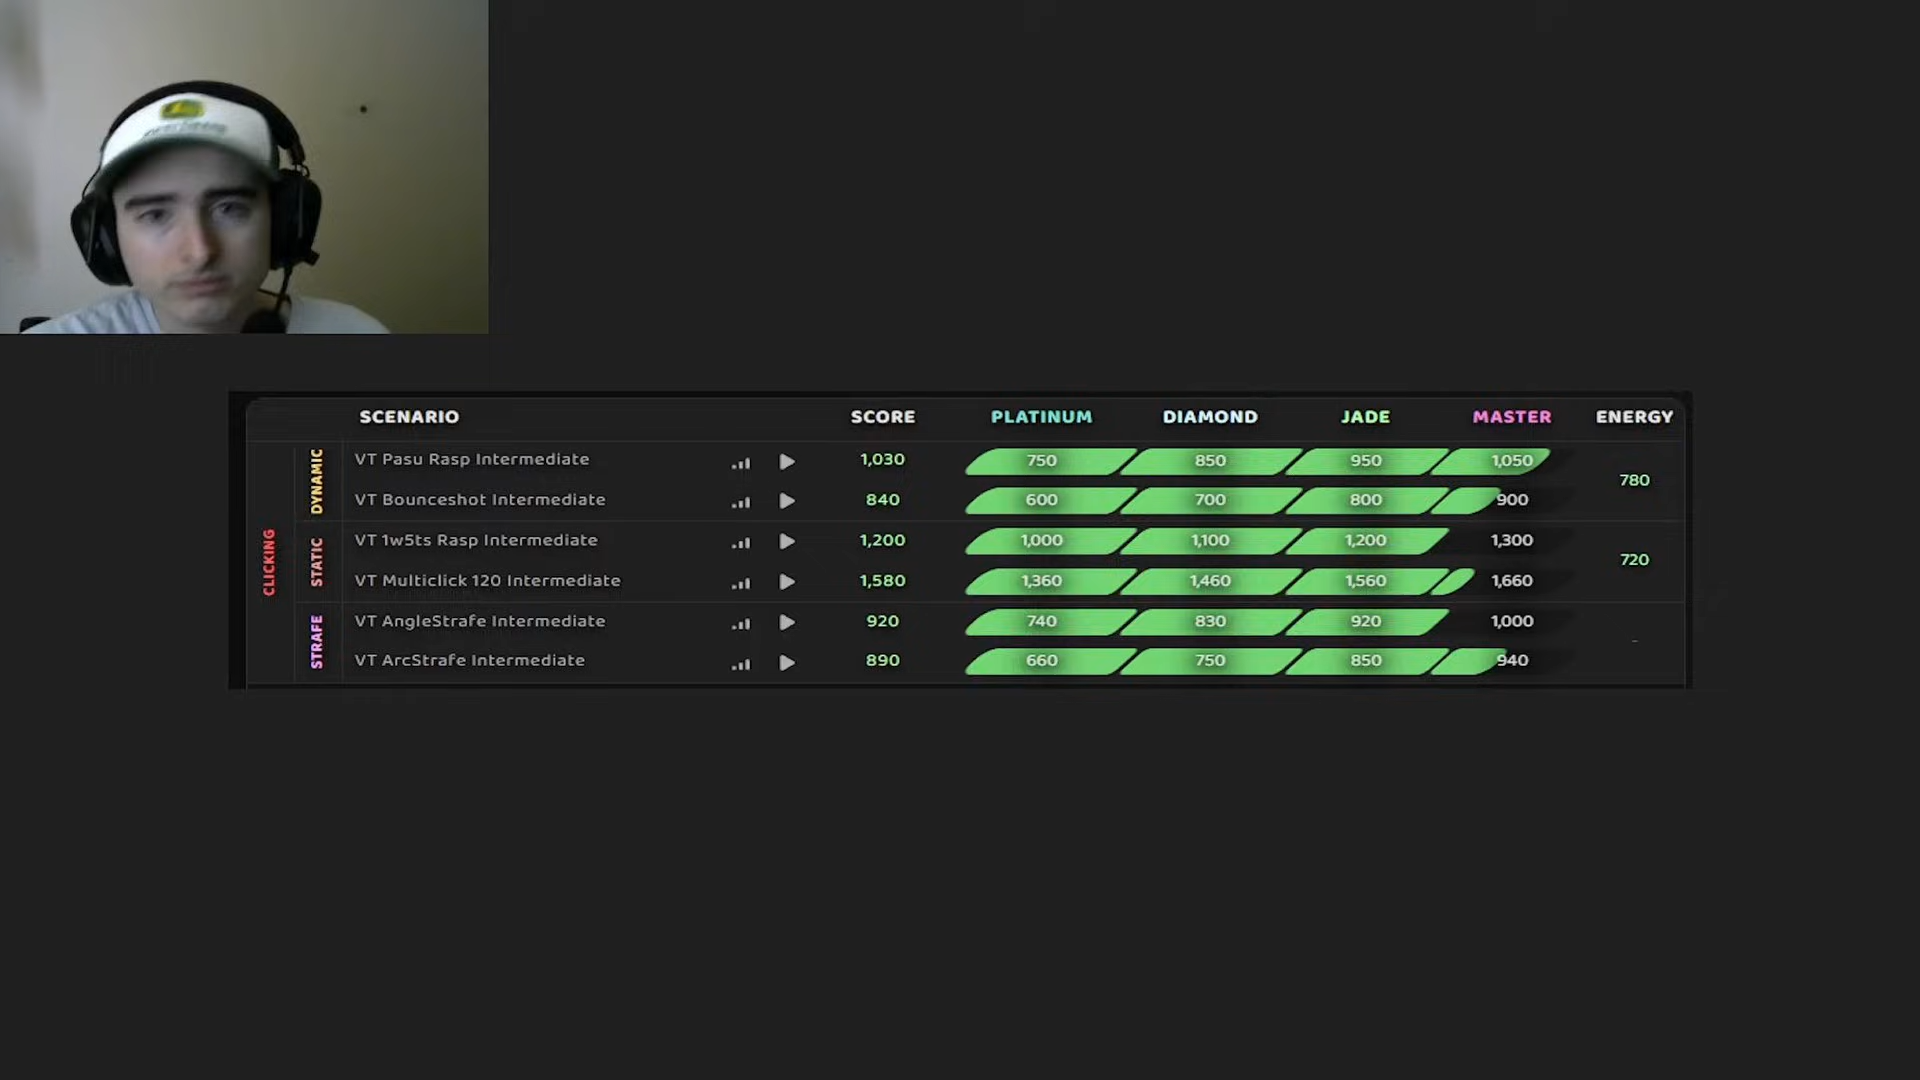 SCENARIO SCORE PLATINUM DIAMOND JADE MASTER ENERGY
CLICKING
DYNAMIC
VT Pasu Rasp Intermediate 1,030 750 850 950 1,050 780
VT Bounceshot Intermediate 840 600 700 800 900
STATIC
VT 1w5ts Rasp Intermediate 1,200 1,000 1,100 1,200 1,300 720
VT Multiclick 120 Intermediate 1,580 1,360 1,460 1,560 1,660
STRAFE
VT AngleStrafe Intermediate 920 740 830 920 1,000 -
VT ArcStrafe Intermediate 890 660 750 850 940